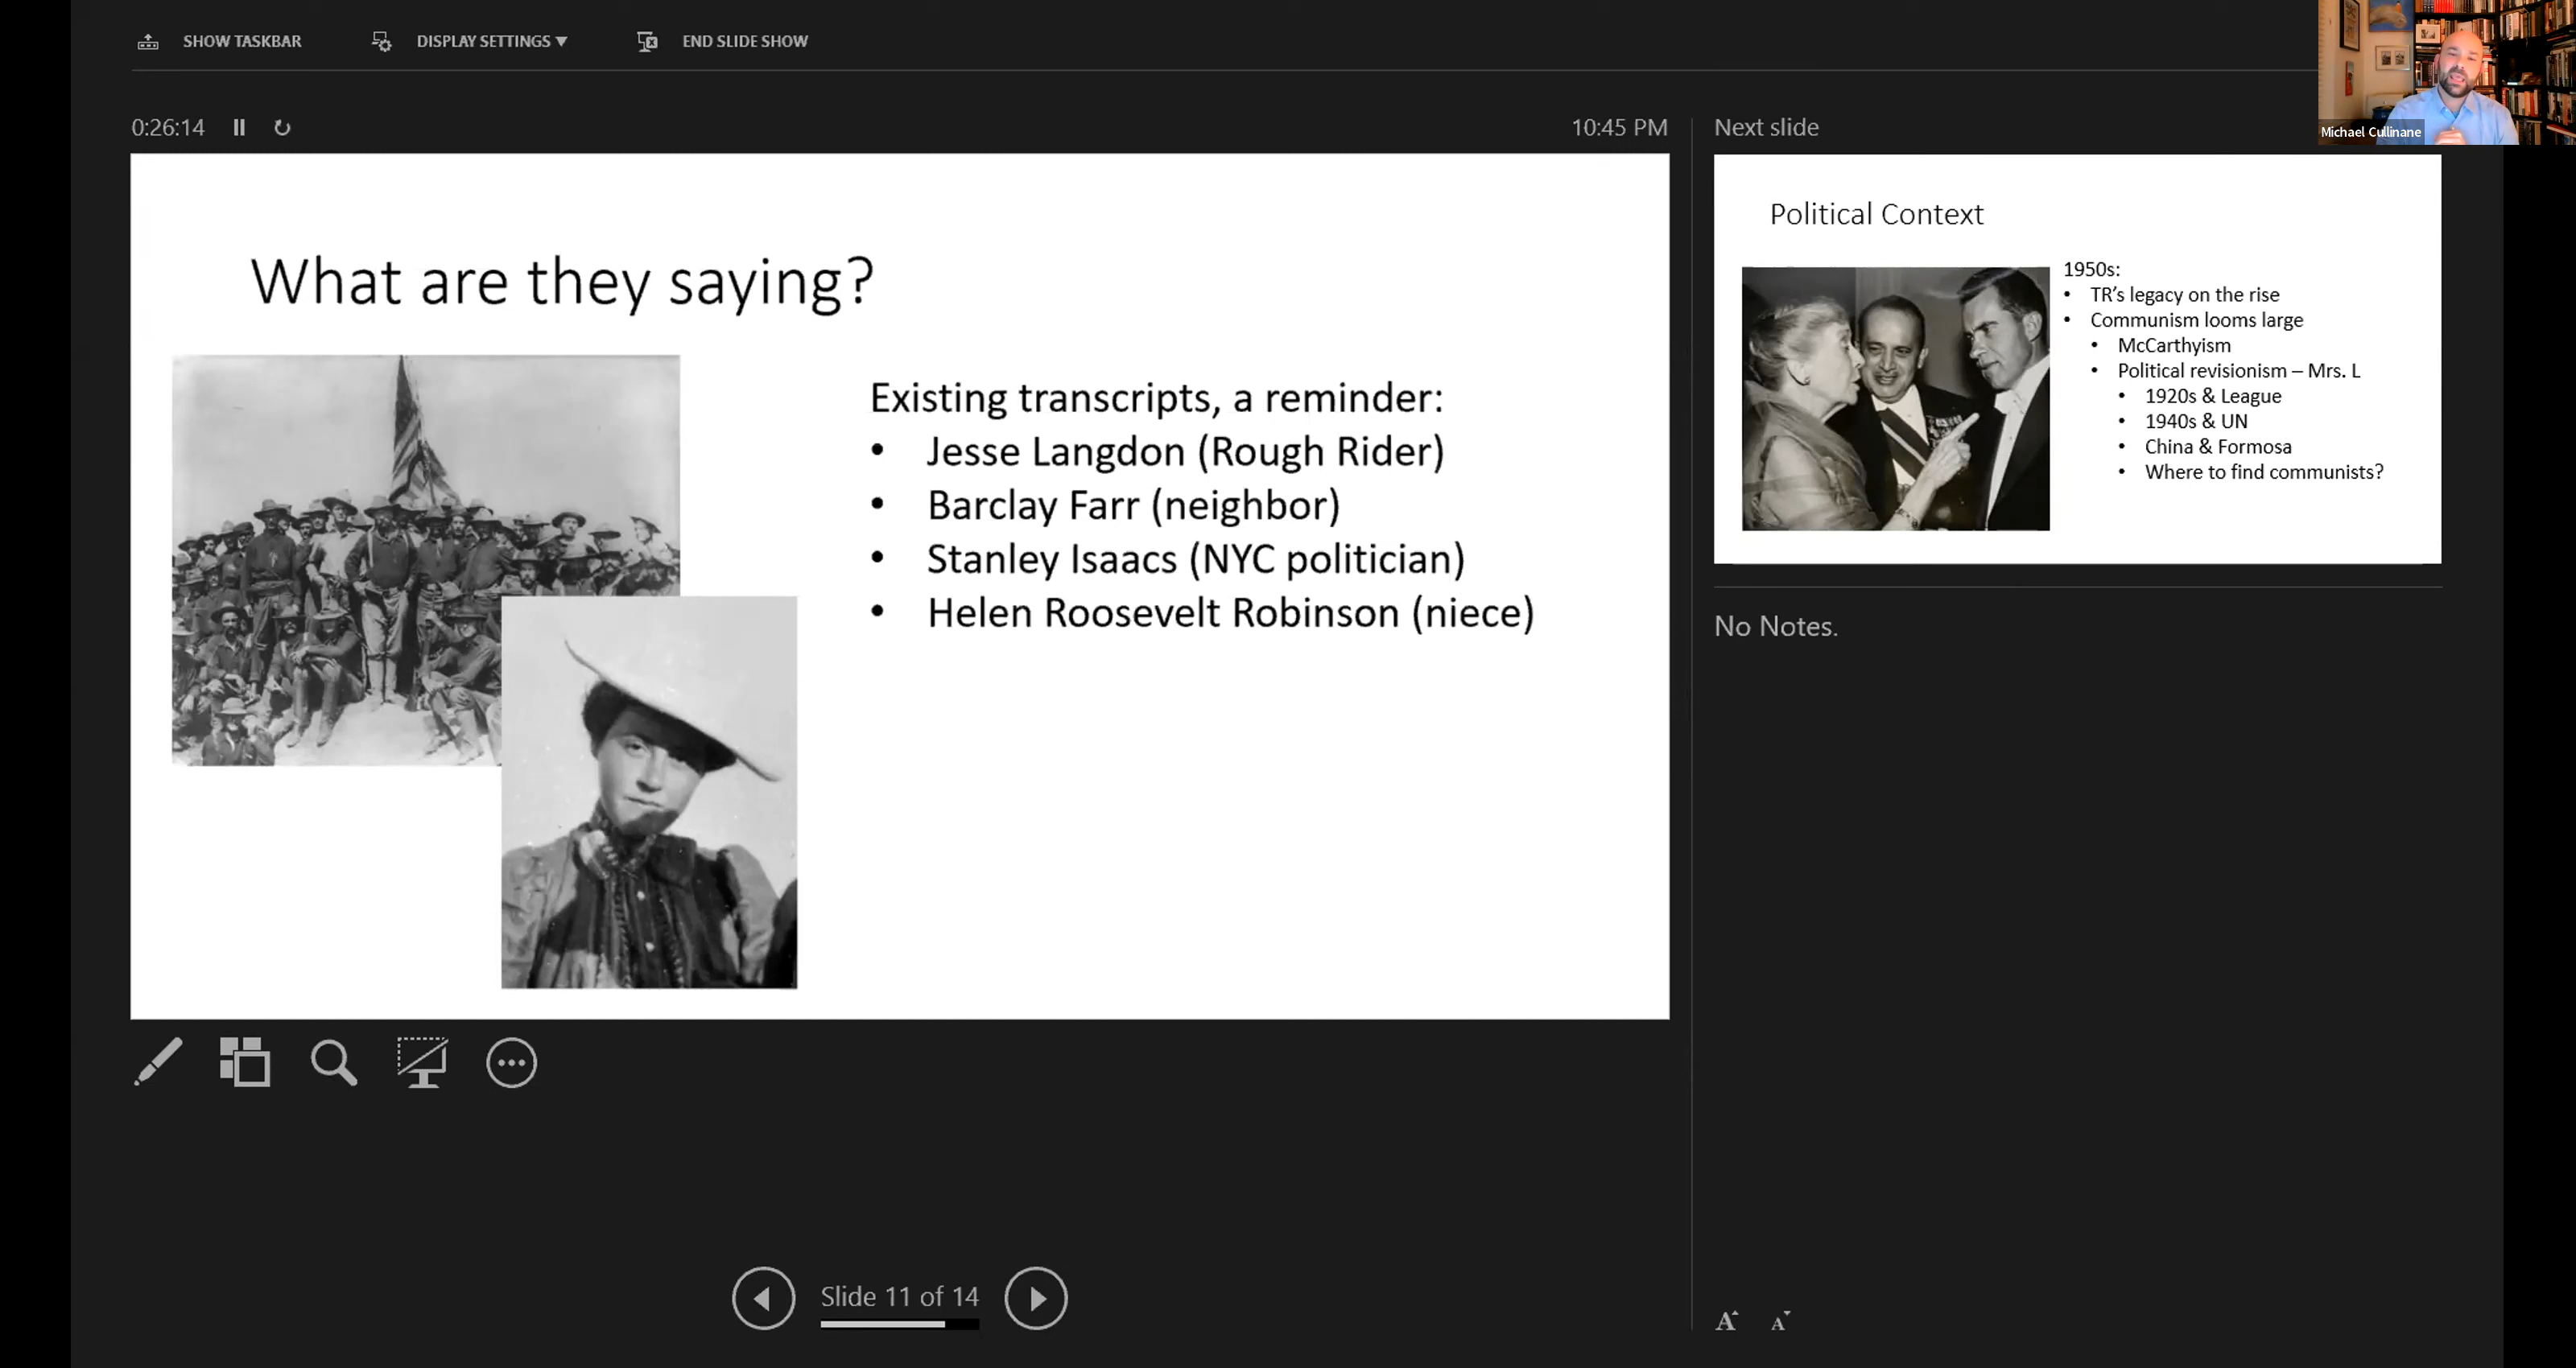 SHOW TASKBAR
DISPLAY SETTINGS ▼
END SLIDE SHOW
Michael Cullinane
0:26:14
10:45 PM
Next slide
What are they saying?
Existing transcripts, a reminder:
• Jesse Langdon (Rough Rider)
• Barclay Farr (neighbor)
• Stanley Isaacs (NYC politician)
• Helen Roosevelt Robinson (niece)
Political Context
1950s:
• TR’s legacy on the rise
• Communism looms large
• McCarthyism
• Political revisionism – Mrs. L
• 1920s & League
• 1940s & UN
• China & Formosa
• Where to find communists?
No Notes.
Slide 11 of 14
A A